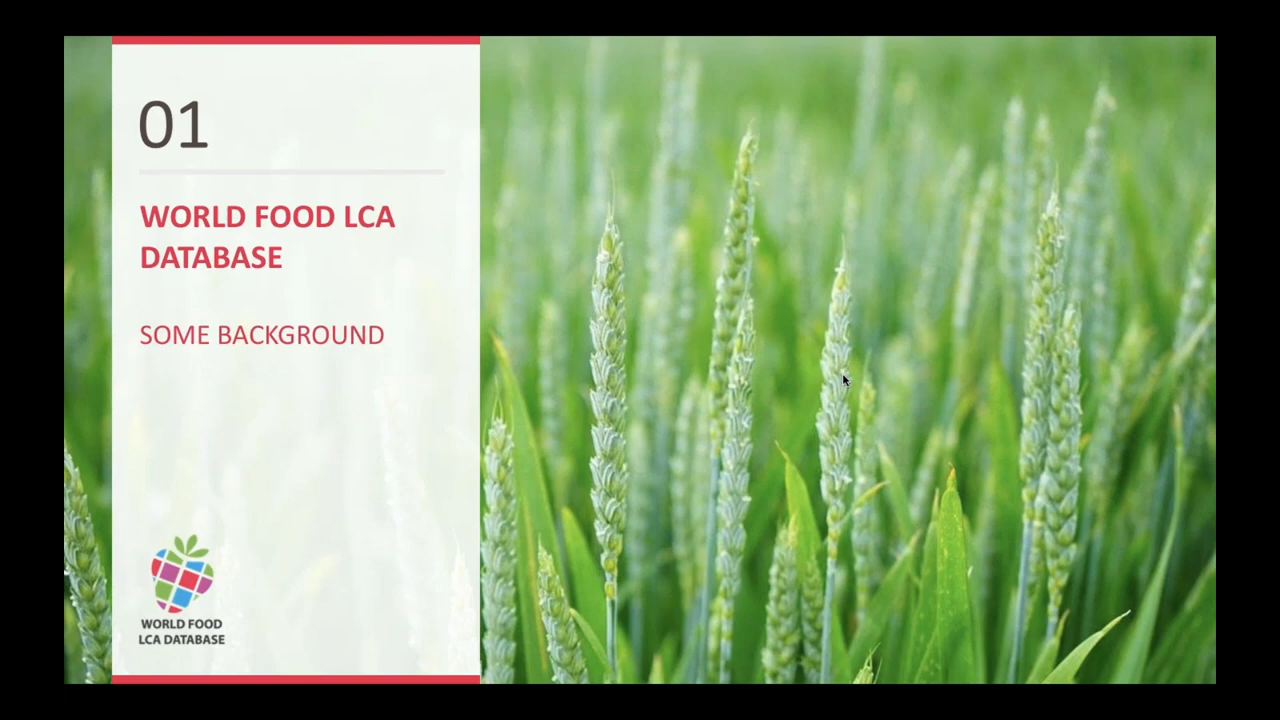 01
WORLD FOOD LCA
DATABASE
SOME BACKGROUND
WORLD FOOD
LCA DATABASE